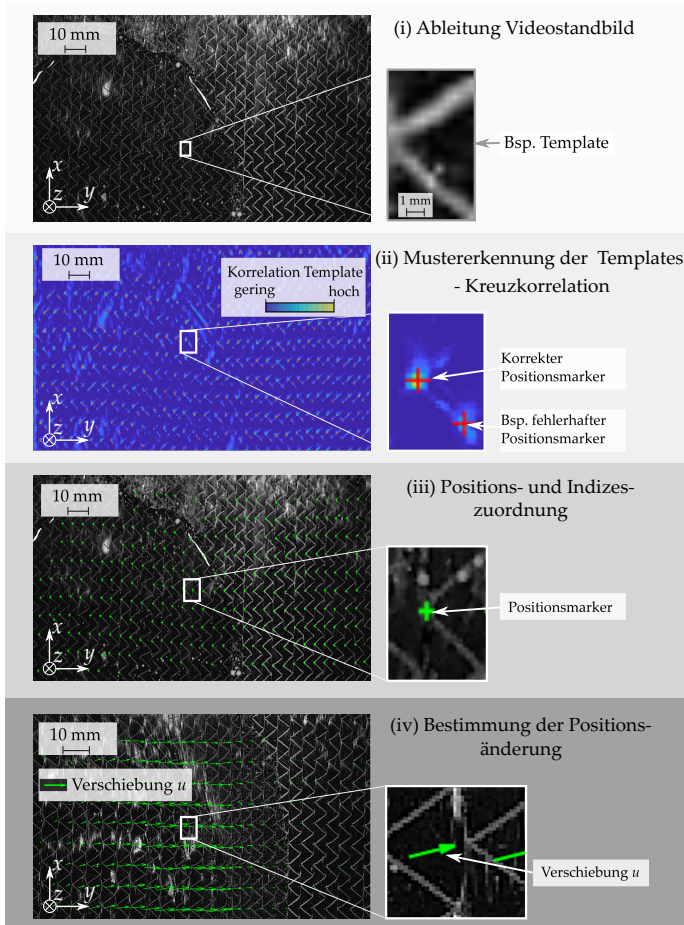 10 mm
(i) Ableitung Videostandbild
Bsp. Template
1 mm
x
z
y
10 mm
Korrelation Template
gering
hoch
(ii) Mustererkennung der Templates
- Kreuzkorrelation
Korrekter
Positionsmarker
Bsp. fehlerhafter
Positionsmarker
x
z
y
10 mm
(iii) Positions- und Indizes-
zuordnung
Positionsmarker
x
z
y
10 mm
Verschiebung u
(iv) Bestimmung der Positions-
änderung
Verschiebung u
x
z
y